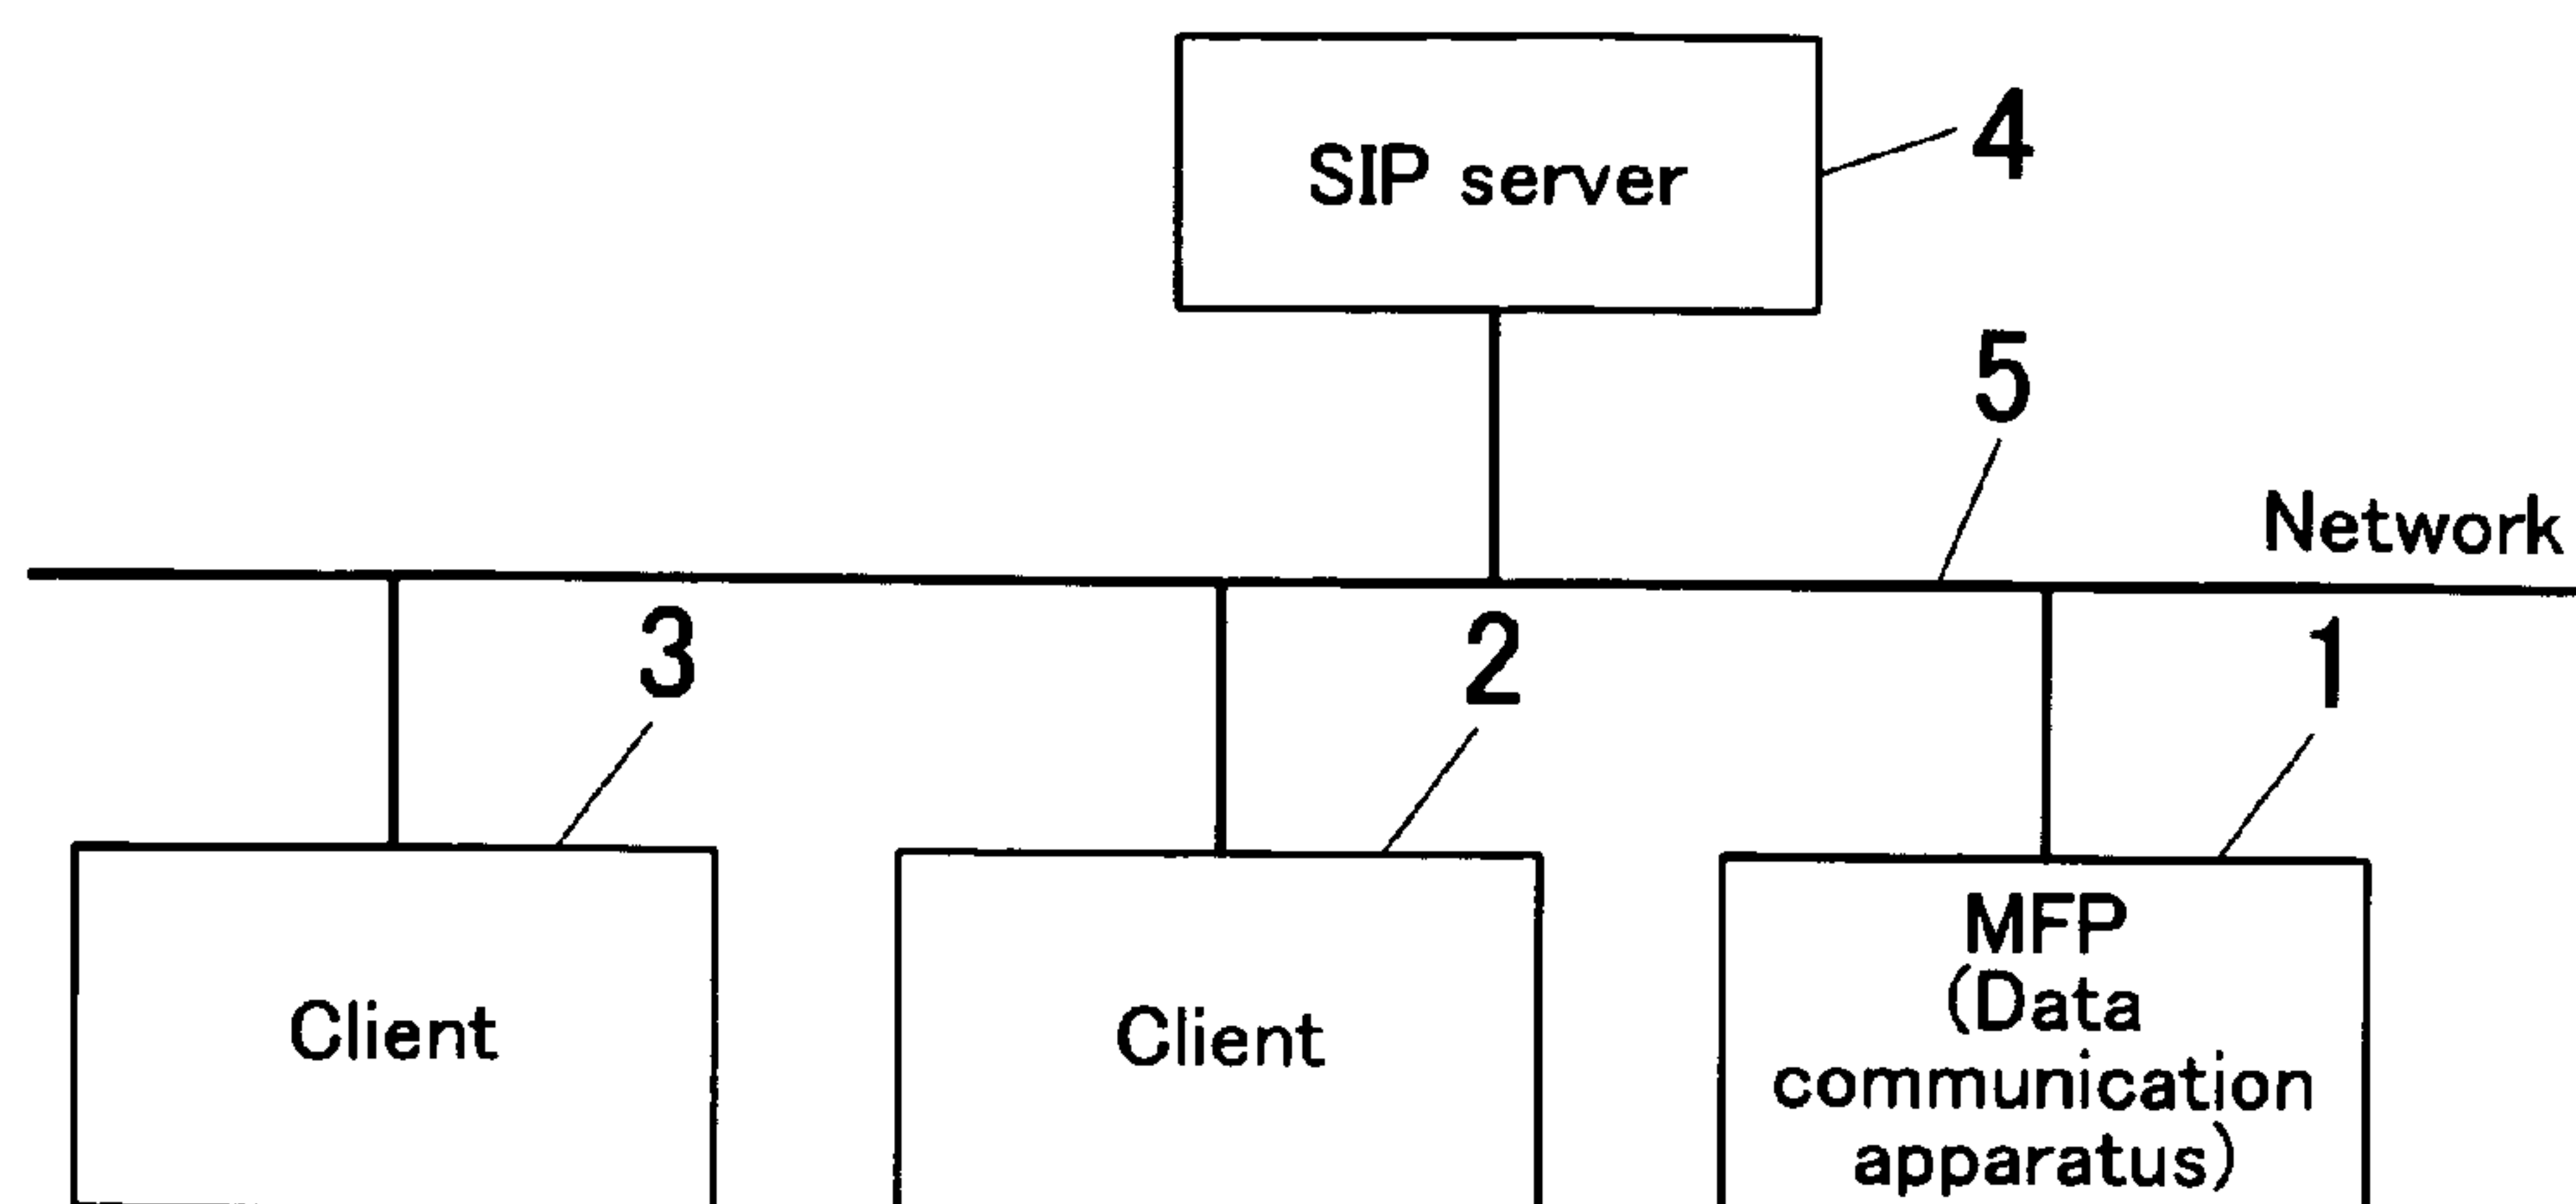 SIP server
4
5
Network
3
2
1
Client
Client
MFP
(Data
communication
apparatus)